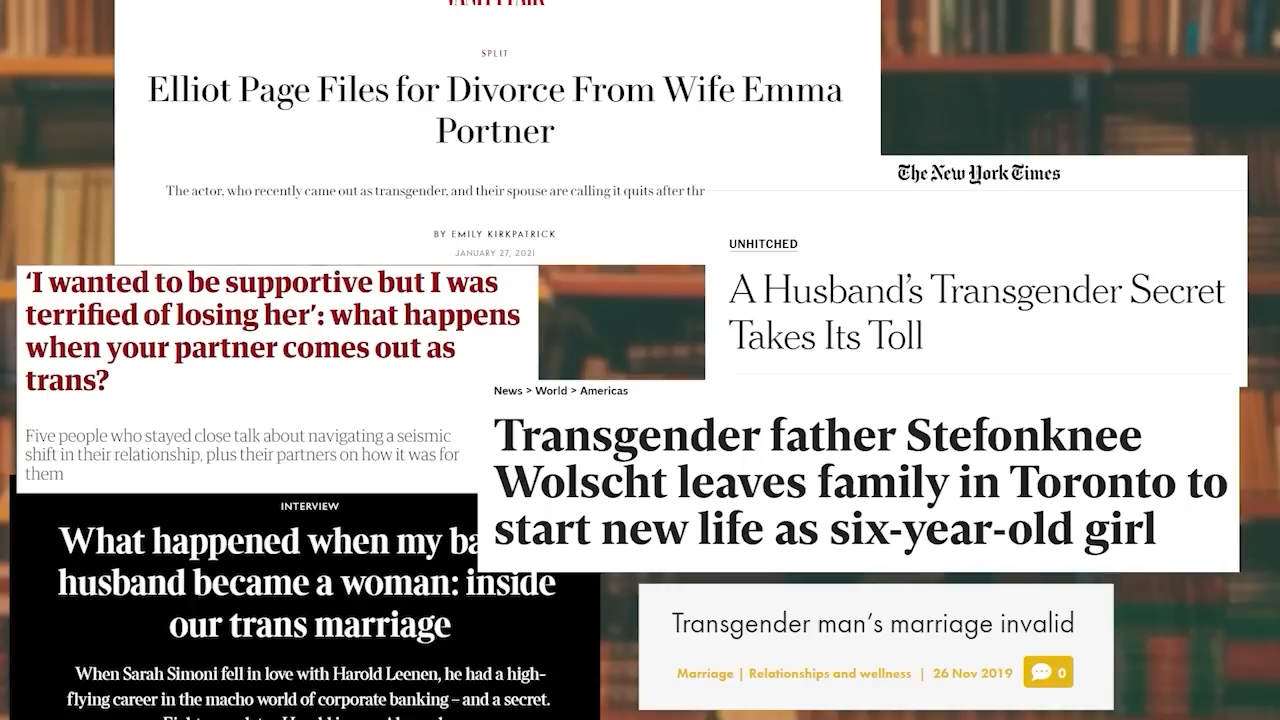 VANITY FAIR
SPLIT
Elliot Page Files for Divorce From Wife Emma
Portner
The actor, who recently came out as transgender, and their spouse are calling it quits after thr
BY EMILY KIRKPATRICK
JANUARY 27, 2021
The New York Times
UNHITCHED
A Husband's Transgender Secret
Takes Its Toll
‘I wanted to be supportive but I was
terrified of losing her’: what happens
when your partner comes out as
trans?
Five people who stayed close talk about navigating a seismic
shift in their relationship, plus their partners on how it was for
them
News > World > Americas
Transgender father Stefonknee
Wolscht leaves family in Toronto to
start new life as six-year-old girl
INTERVIEW
What happened when my ba
husband became a woman: inside
our trans marriage
When Sarah Simoni fell in love with Harold Leenen, he had a high-
flying career in the macho world of corporate banking – and a secret.
Transgender man's marriage invalid
Marriage | Relationships and wellness | 26 Nov 2019 0